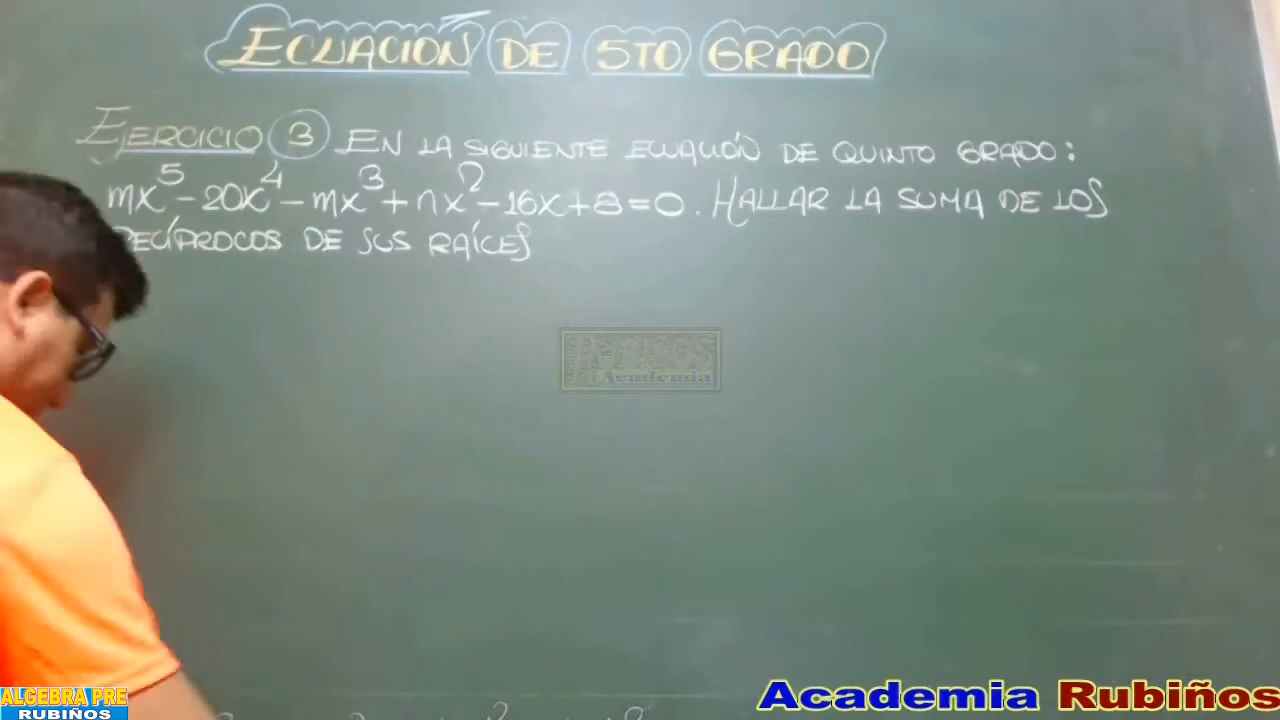 ECUACIÓN DE 5TO GRADO
EJERCICIO 3 EN LA SIGUIENTE ECUACIÓN DE QUINTO GRADO:
mx⁵-20x⁴-mx³+nx²-16x+8=0. HALLAR LA SUMA DE LOS
RECÍPROCOS DE SUS RAÍCES
Academia
ALGEBRA PRE
RUBIÑOS
Academia Rubiños